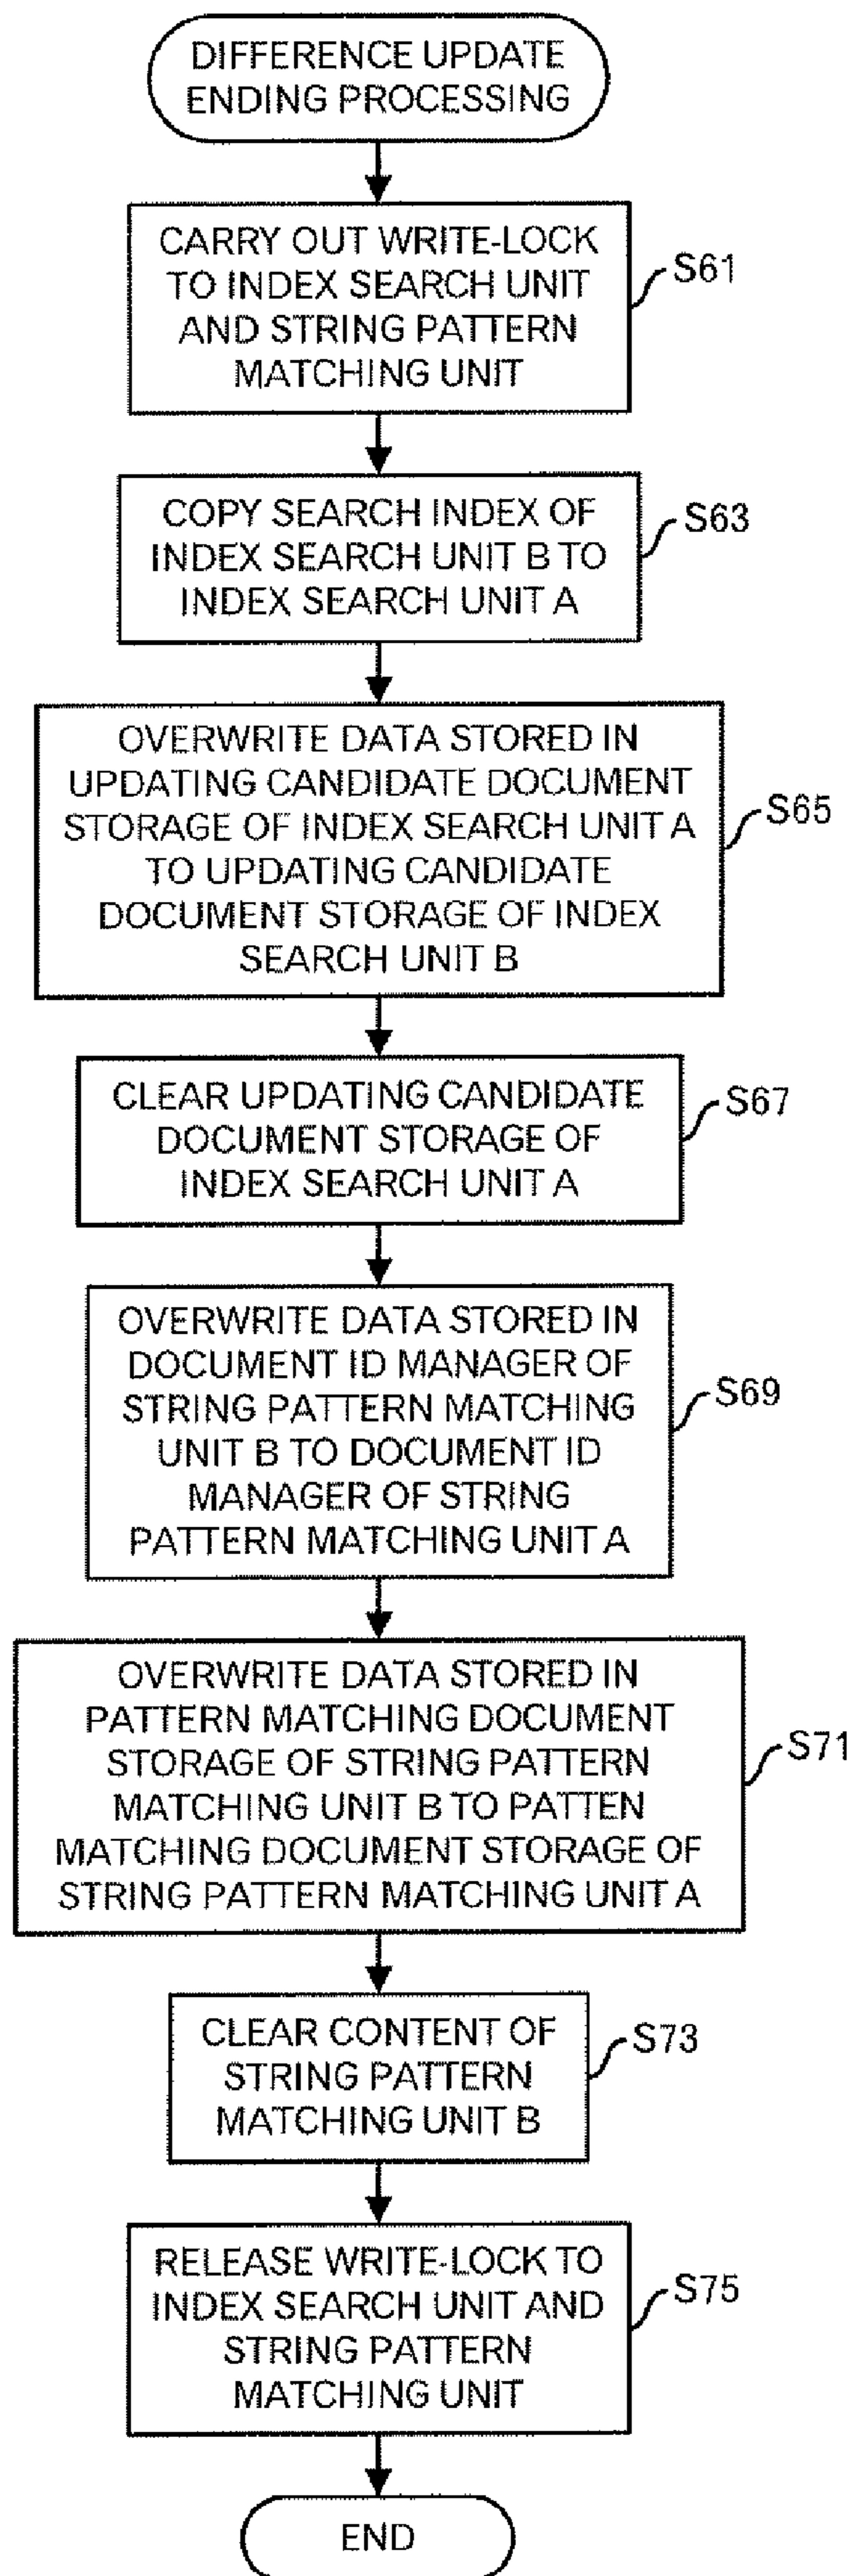 DIFFERENCE UPDATE
ENDING PROCESSING
CARRY OUT WRITE-LOCK
TO INDEX SEARCH UNIT
AND STRING PATTERN
MATCHING UNIT
S61
COPY SEARCH INDEX OF
INDEX SEARCH UNIT B TO
INDEX SEARCH UNIT A
S63
OVERWRITE DATA STORED IN
UPDATING CANDIDATE DOCUMENT
STORAGE OF INDEX SEARCH UNIT A
TO UPDATING CANDIDATE
DOCUMENT STORAGE OF INDEX
SEARCH UNIT B
S65
CLEAR UPDATING CANDIDATE
DOCUMENT STORAGE OF
INDEX SEARCH UNIT A
S67
OVERWRITE DATA STORED IN
DOCUMENT ID MANAGER OF
STRING PATTERN MATCHING
UNIT B TO DOCUMENT ID
MANAGER OF STRING
PATTERN MATCHING UNIT A
S69
OVERWRITE DATA STORED IN
PATTERN MATCHING DOCUMENT
STORAGE OF STRING PATTERN
MATCHING UNIT B TO PATTEN
MATCHING DOCUMENT STORAGE OF
STRING PATTERN MATCHING UNIT A
S71
CLEAR CONTENT OF
STRING PATTERN
MATCHING UNIT B
S73
RELEASE WRITE-LOCK TO
INDEX SEARCH UNIT AND
STRING PATTERN
MATCHING UNIT
S75
END